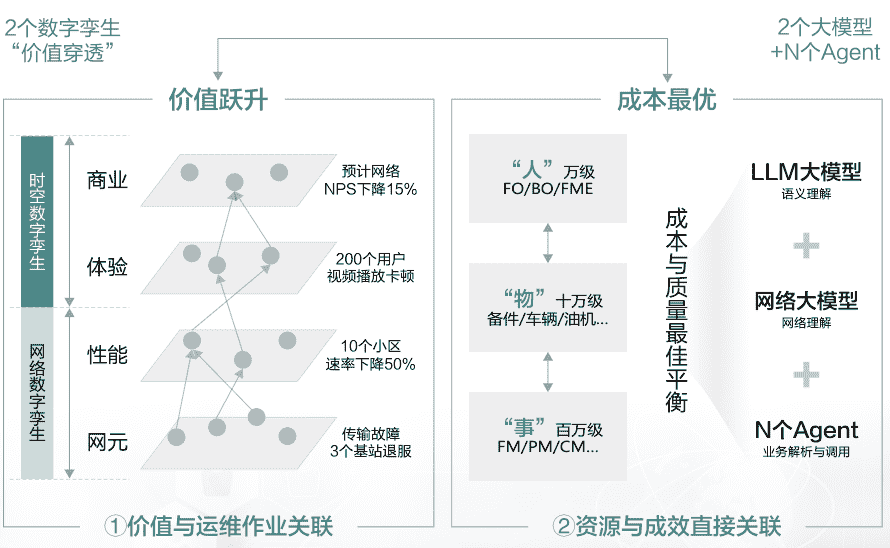 2个数字孪生
“价值穿透”
2个大模型
+N个Agent
价值跃升
时空数字孪生
网络数字孪生
商业
预计网络
NPS下降15%
体验
200个用户
视频播放卡顿
性能
10个小区
速率下降50%
网元
传输故障
3个基站退服
①价值与运维作业关联
成本最优
“人”万级
FO/BO/FME
“物”十万级
备件/车辆/油机...
“事”百万级
FM/PM/CM...
成本与质量最佳平衡
LLM大模型
语义理解
+
网络大模型
网络理解
+
N个Agent
业务解析与调用
②资源与成效直接关联